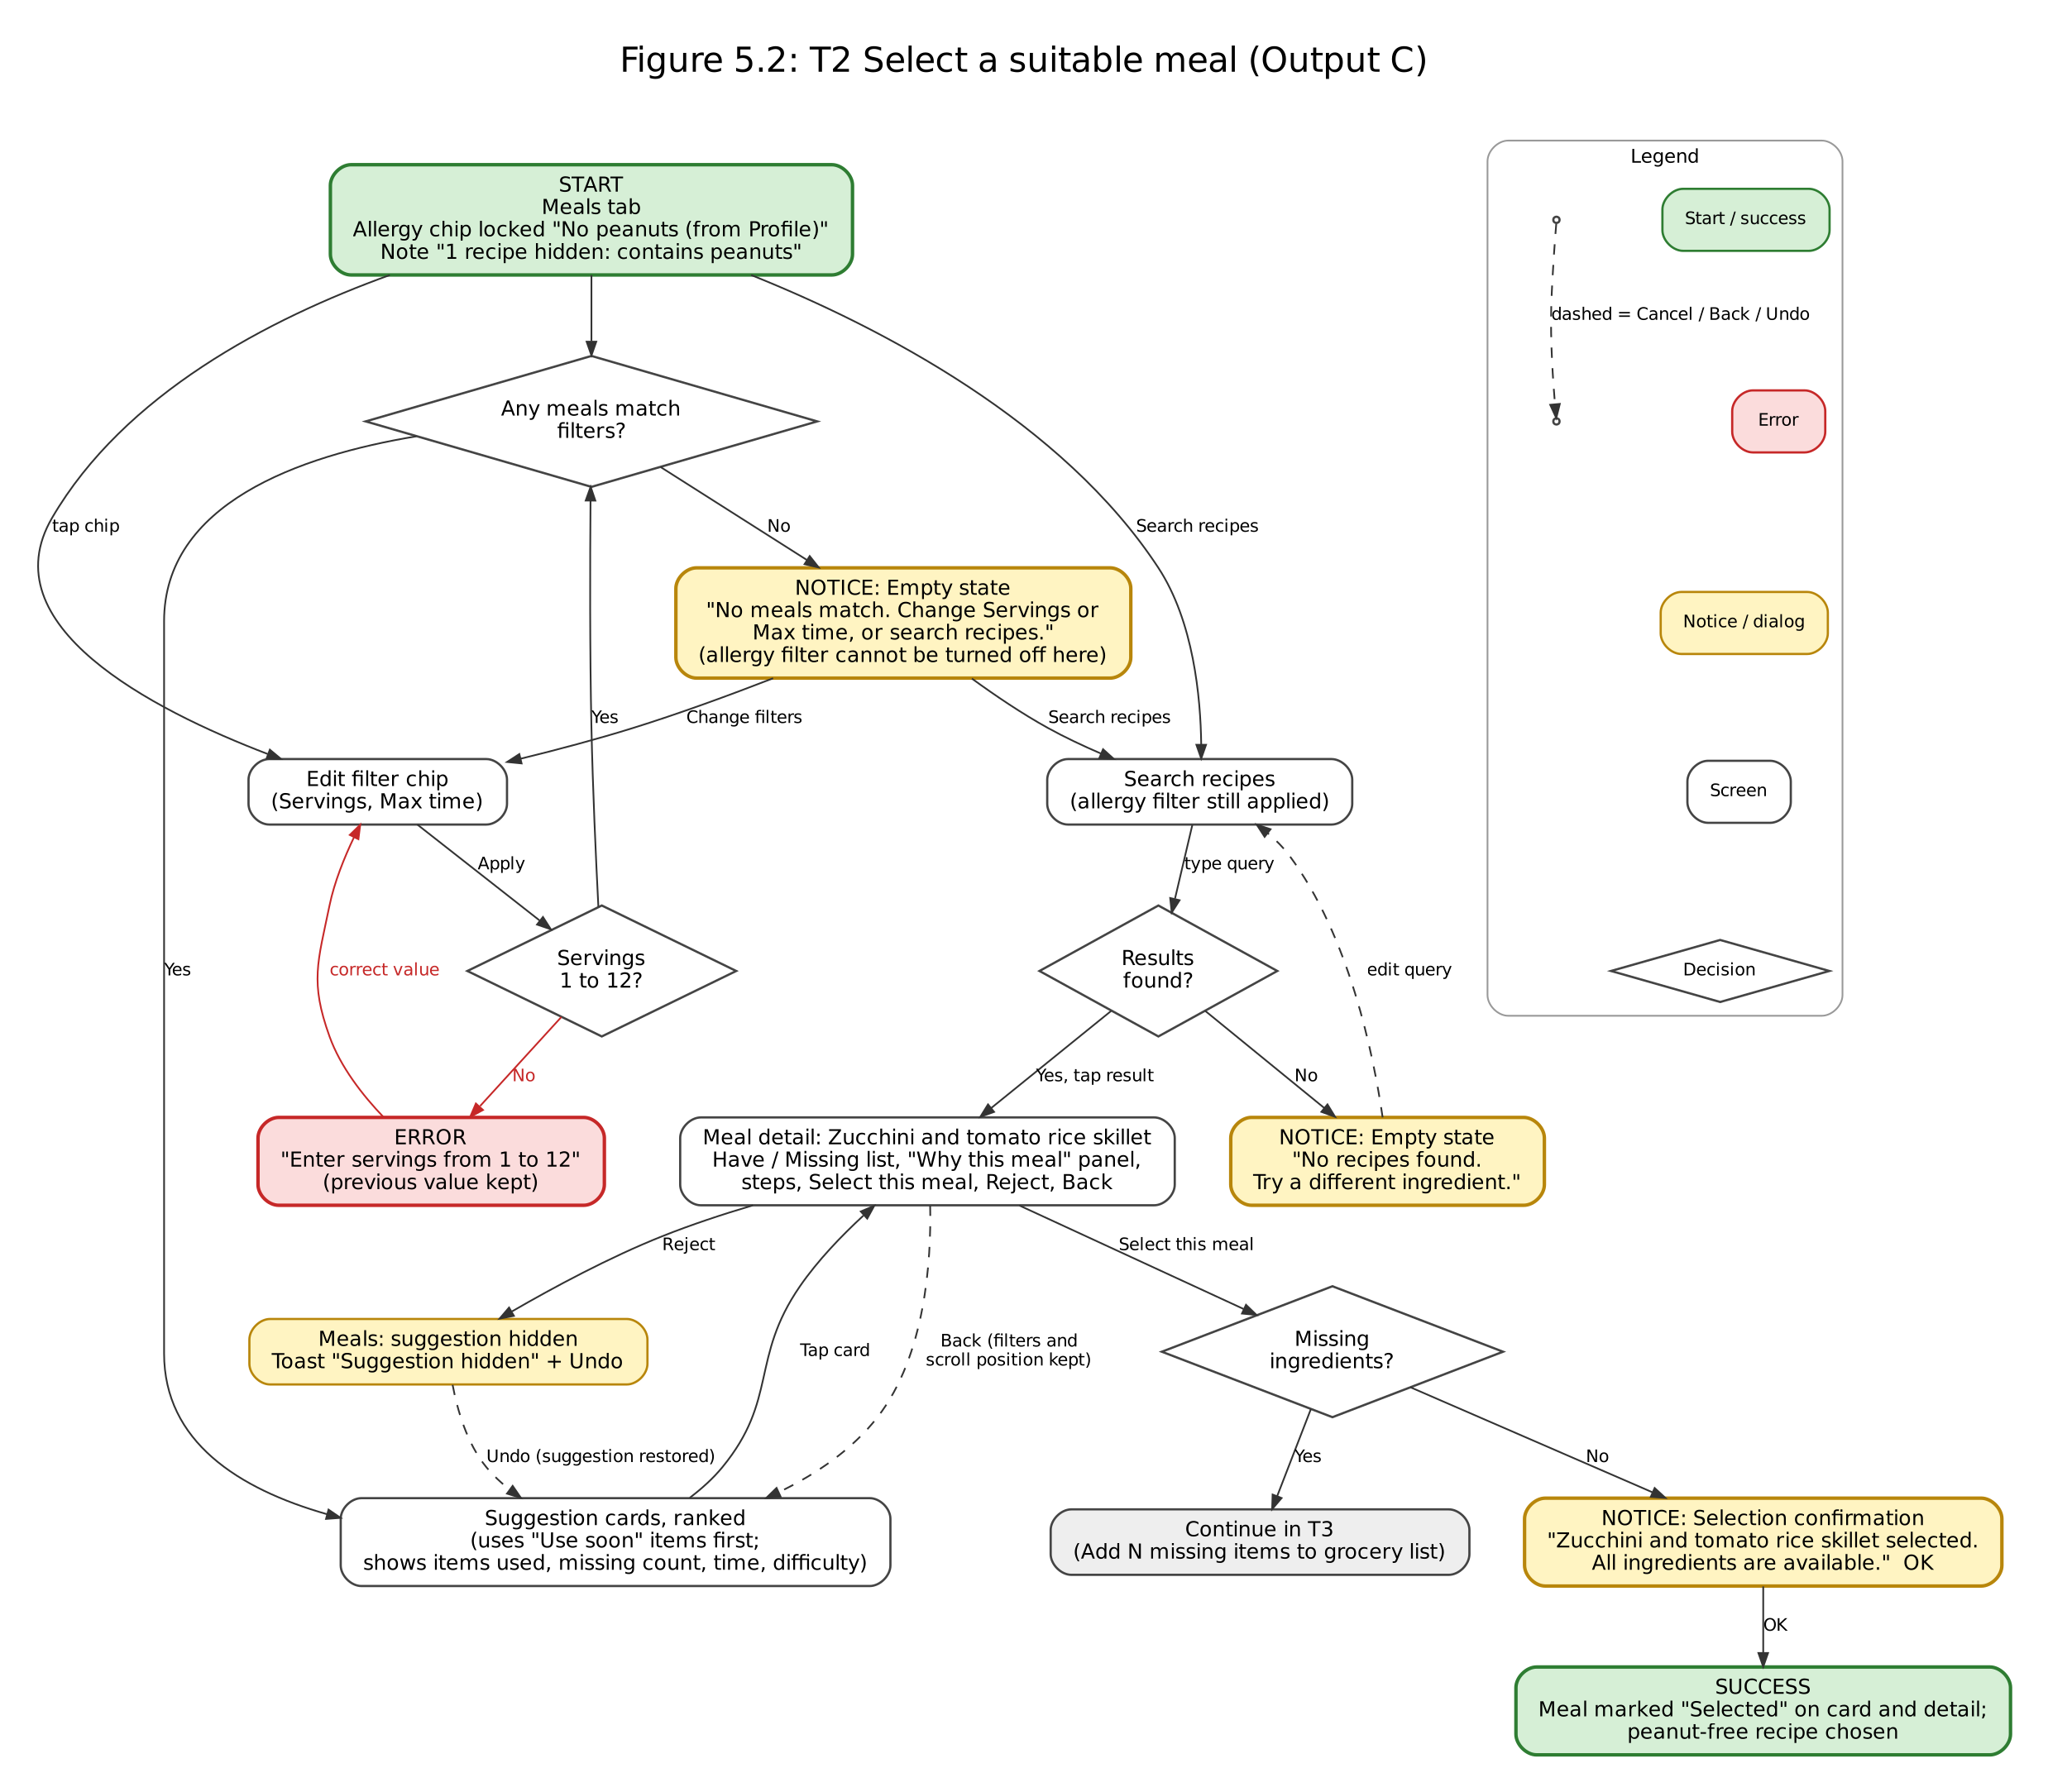 Figure 5.2: T2 Select a suitable meal (Output C)
Legend
START
Meals tab
Allergy chip locked "No peanuts (from Profile)"
Note "1 recipe hidden: contains peanuts"
Start / success
dashed = Cancel / Back / Undo
Any meals match
filters?
Error
tap chip
No
Search recipes
NOTICE: Empty state
"No meals match. Change Servings or
Max time, or search recipes."
(allergy filter cannot be turned off here)
Notice / dialog
Yes
Change filters
Search recipes
Edit filter chip
(Servings, Max time)
Search recipes
(allergy filter still applied)
Screen
Apply
type query
Yes
correct value
Servings
1 to 12?
Results
found?
edit query
Decision
No
Yes, tap result
No
ERROR
"Enter servings from 1 to 12"
(previous value kept)
Meal detail: Zucchini and tomato rice skillet
Have / Missing list, "Why this meal" panel,
steps, Select this meal, Reject, Back
NOTICE: Empty state
"No recipes found.
Try a different ingredient."
Reject
Select this meal
Meals: suggestion hidden
Toast "Suggestion hidden" + Undo
Tap card
Back (filters and
scroll position kept)
Missing
ingredients?
Undo (suggestion restored)
Yes
No
Suggestion cards, ranked
(uses "Use soon" items first;
shows items used, missing count, time, difficulty)
Continue in T3
(Add N missing items to grocery list)
NOTICE: Selection confirmation
"Zucchini and tomato rice skillet selected.
All ingredients are available."  OK
OK
SUCCESS
Meal marked "Selected" on card and detail;
peanut-free recipe chosen